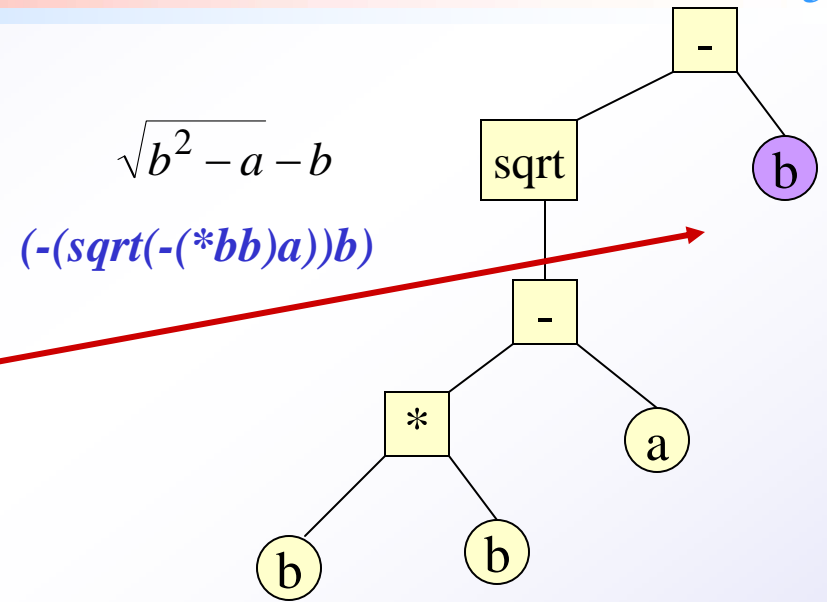 -
sqrt
b
√b² − a − b
(-(sqrt(-(*bb)a))b)
-
*
a
b
b